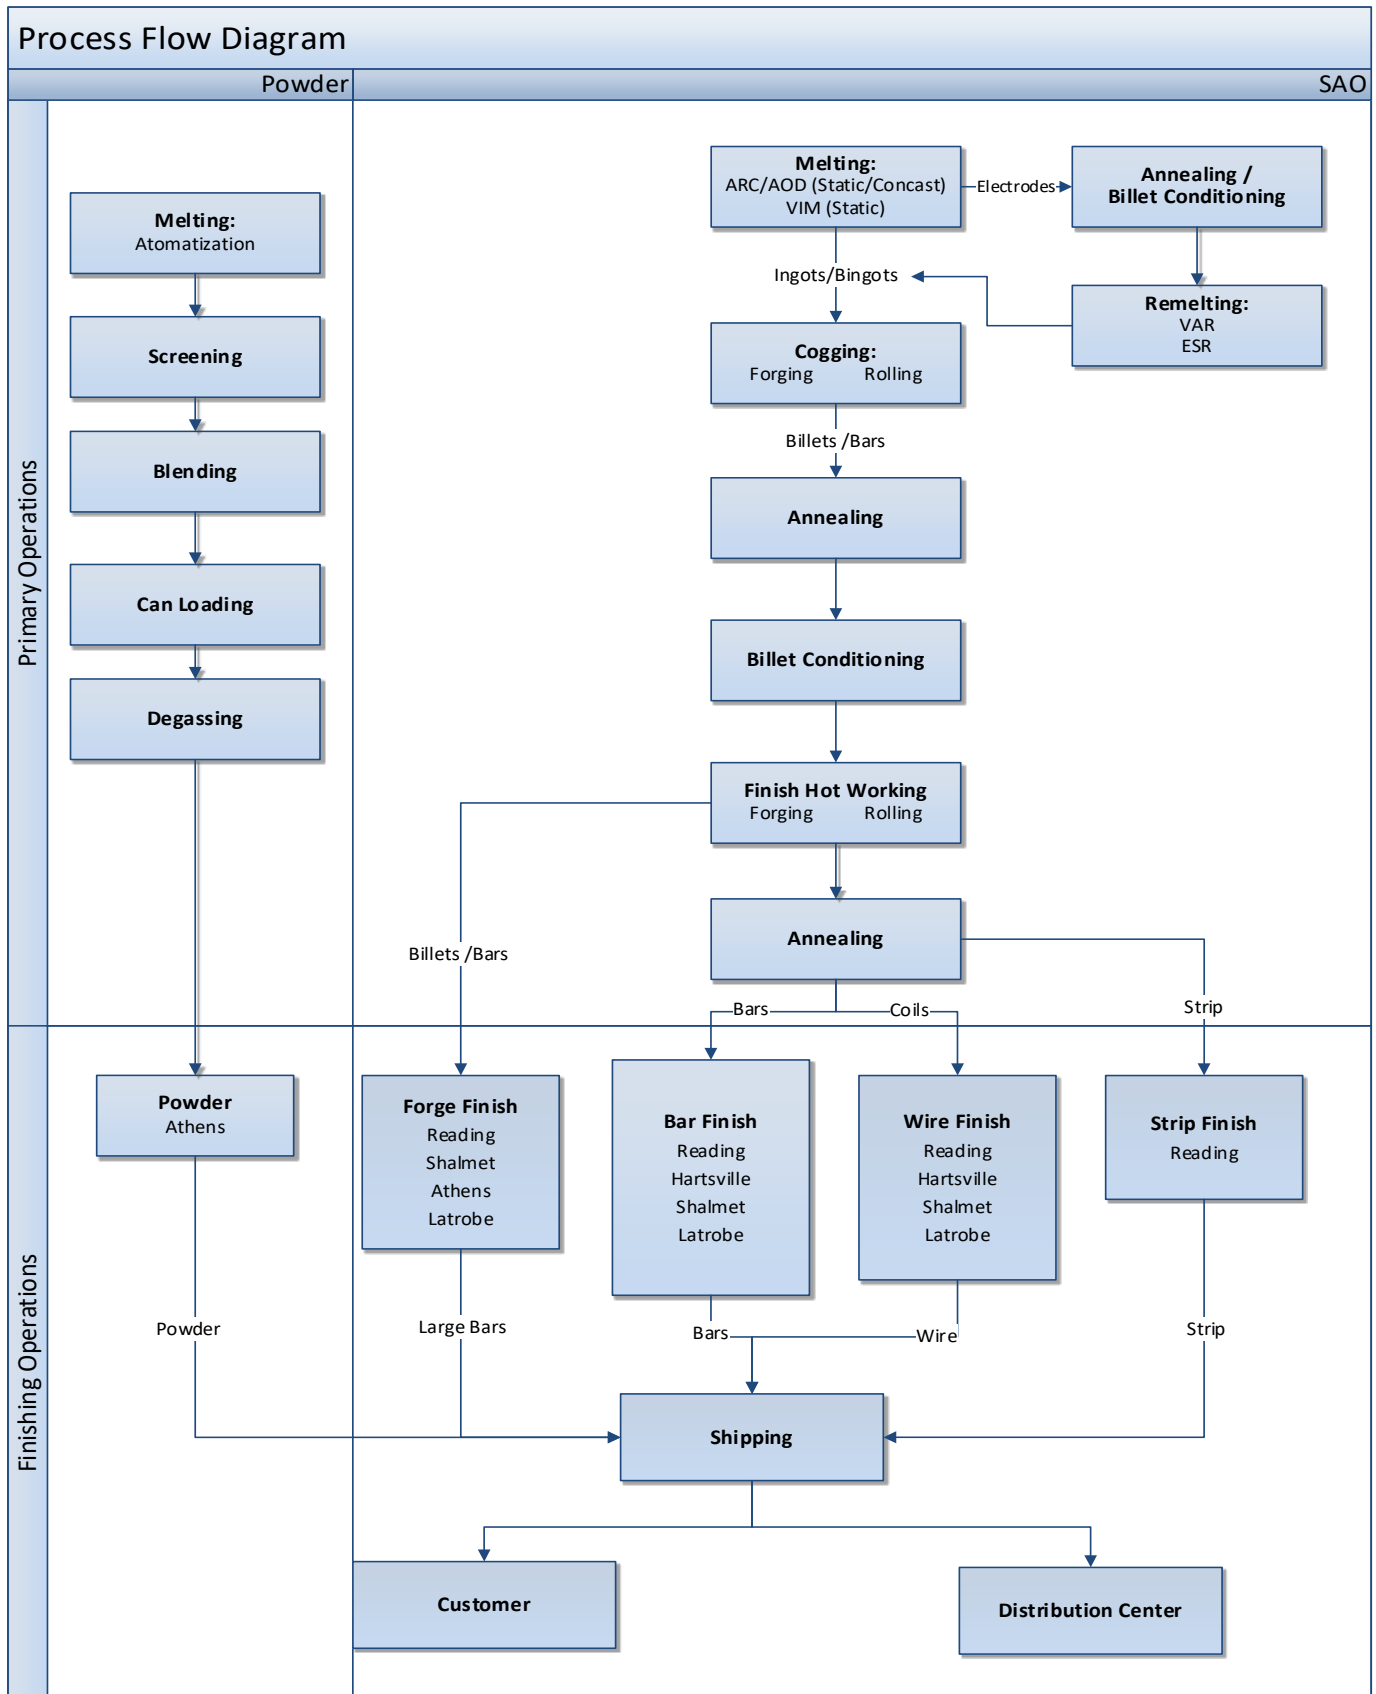 Process Flow Diagram
Powder
SAO
Primary Operations
Melting:
Atomatization
Screening
Blending
Can Loading
Degassing
Melting:
ARC/AOD (Static/Concast)
VIM (Static)
Electrodes
Annealing /
Billet Conditioning
Remelting:
VAR
ESR
Ingots/Bingots
Cogging:
Forging Rolling
Billets /Bars
Annealing
Billet Conditioning
Finish Hot Working
Forging Rolling
Billets /Bars
Annealing
Bars
Coils
Strip
Finishing Operations
Powder
Athens
Forge Finish
Reading
Shalmet
Athens
Latrobe
Bar Finish
Reading
Hartsville
Shalmet
Latrobe
Wire Finish
Reading
Hartsville
Shalmet
Latrobe
Strip Finish
Reading
Powder
Large Bars
Bars
Wire
Strip
Shipping
Customer
Distribution Center